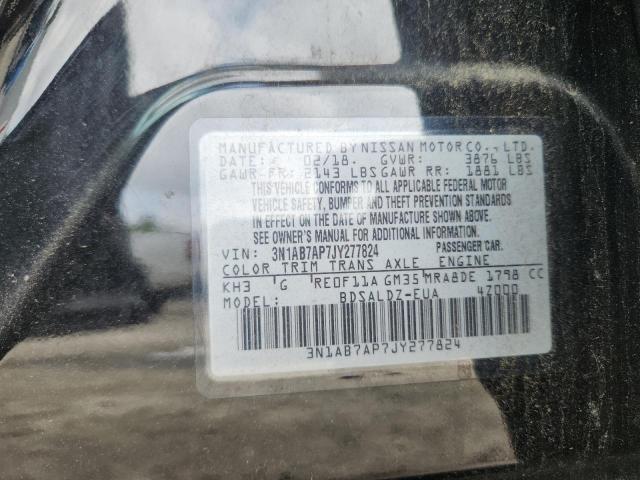 MANUFACTURED BY NISSAN MOTOR CO., LTD.
DATE: 02/18. GVWR: 3876 LBS
GAWR FR: 2143 LBS GAWR RR: 1881 LBS
THIS VEHICLE CONFORMS TO ALL APPLICABLE FEDERAL MOTOR
VEHICLE SAFETY, BUMPER AND THEFT PREVENTION STANDARDS
IN EFFECT ON THE DATE OF MANUFACTURE SHOWN ABOVE.
SEE OWNER'S MANUAL FOR ADDITIONAL INFORMATION.
VIN: 3N1AB7AP7JY277824 PASSENGER CAR.
COLOR TRIM TRANS AXLE ENGINE
KH3 G RE0F11A GM35 MRA8DE 1798 CC
MODEL: BDSALDZ-EUA 4Z000
3N1AB7AP7JY277824